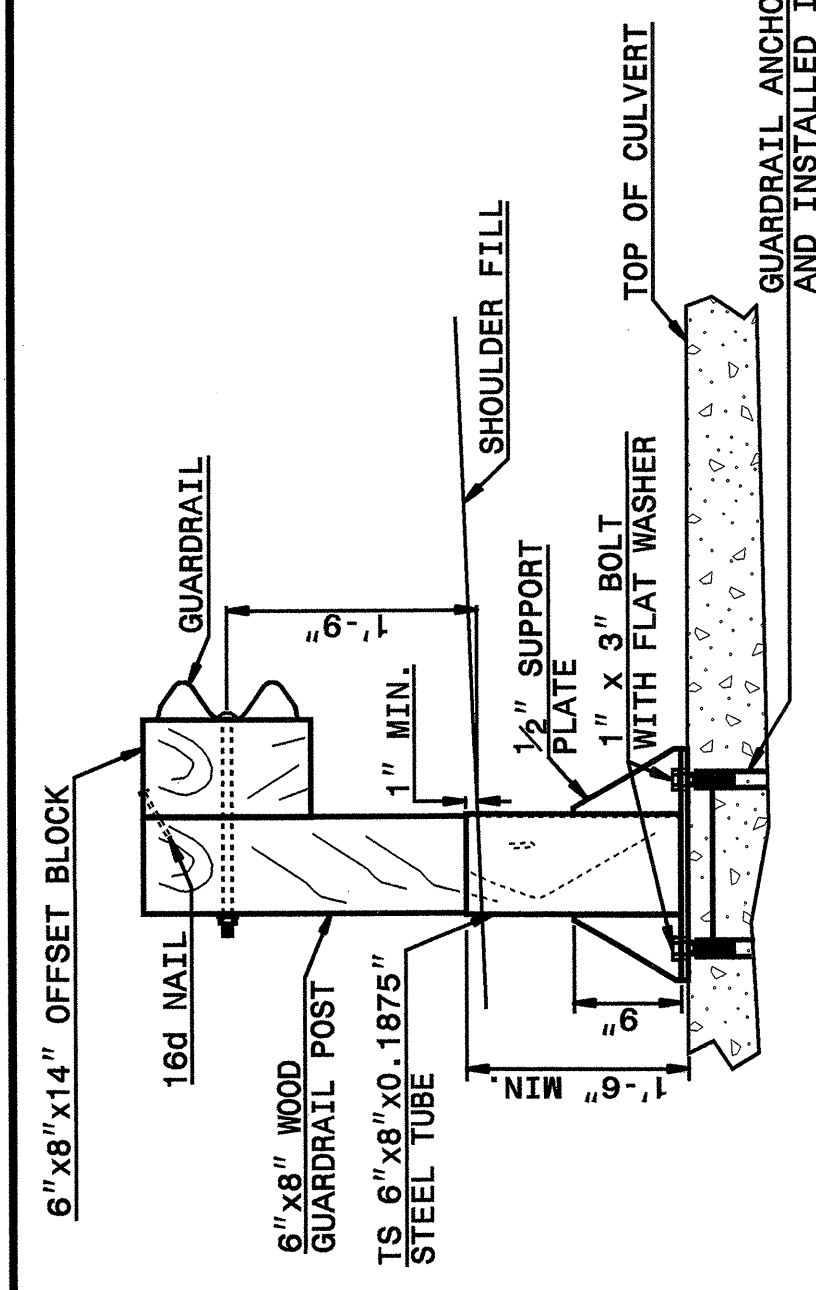 6"x8"x14" OFFSET BLOCK
16d NAIL
6"x8" WOOD
GUARDRAIL POST
TS 6"x8"x0.1875"
STEEL TUBE
GUARDRAIL
1'-9"
1" MIN.
SHOULDER FILL
1/2" SUPPORT
PLATE
1" x 3" BOLT
WITH FLAT WASHER
9"
1'-6" MIN.
TOP OF CULVERT
GUARDRAIL ANCHO
AND INSTALLED I